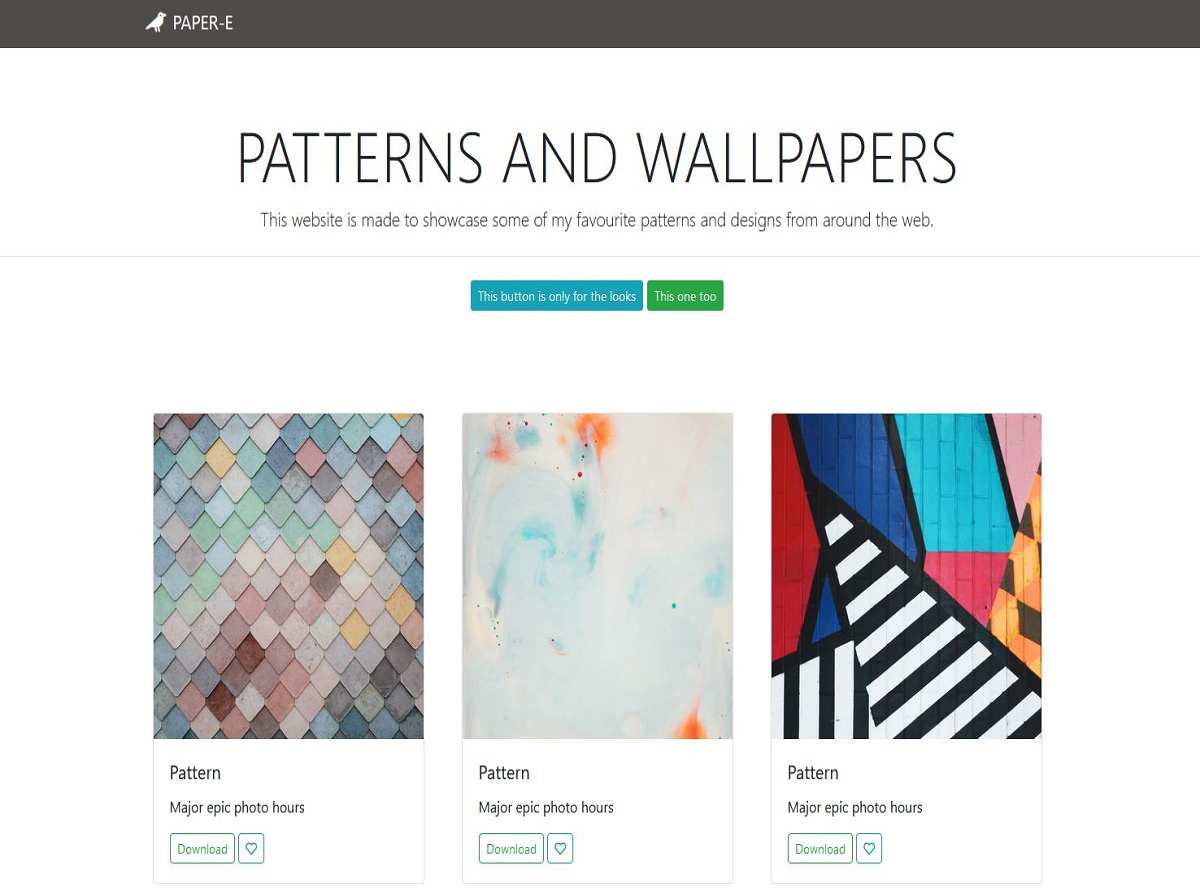 PAPER-E
PATTERNS AND WALLPAPERS
This website is made to showcase some of my favourite patterns and designs from around the web.
This button is only for the looks
This one too
Pattern
Major epic photo hours
Download
Pattern
Major epic photo hours
Download
Pattern
Major epic photo hours
Download